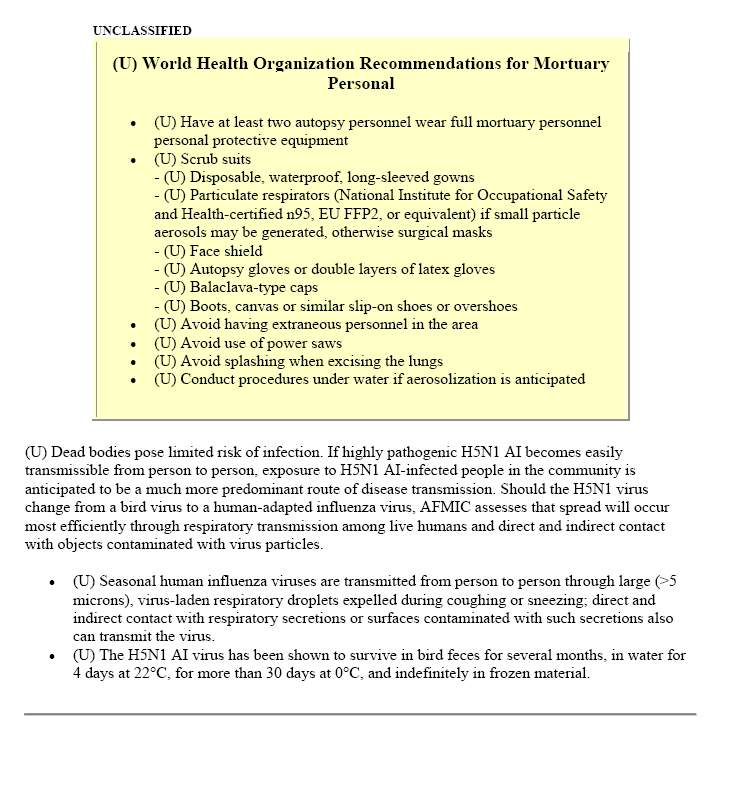 UNCLASSIFIED
(U) World Health Organization Recommendations for Mortuary
Personal
• (U) Have at least two autopsy personnel wear full mortuary personnel
personal protective equipment
• (U) Scrub suits
- (U) Disposable, waterproof, long-sleeved gowns
- (U) Particulate respirators (National Institute for Occupational Safety
and Health-certified n95, EU FFP2, or equivalent) if small particle
aerosols may be generated, otherwise surgical masks
- (U) Face shield
- (U) Autopsy gloves or double layers of latex gloves
- (U) Balaclava-type caps
- (U) Boots, canvas or similar slip-on shoes or overshoes
• (U) Avoid having extraneous personnel in the area
• (U) Avoid use of power saws
• (U) Avoid splashing when excising the lungs
• (U) Conduct procedures under water if aerosolization is anticipated
(U) Dead bodies pose limited risk of infection. If highly pathogenic H5N1 AI becomes easily
transmissible from person to person, exposure to H5N1 AI-infected people in the community is
anticipated to be a much more predominant route of disease transmission. Should the H5N1 virus
change from a bird virus to a human-adapted influenza virus, AFMIC assesses that spread will occur
most efficiently through respiratory transmission among live humans and direct and indirect contact
with objects contaminated with virus particles.
• (U) Seasonal human influenza viruses are transmitted from person to person through large (>5
microns), virus-laden respiratory droplets expelled during coughing or sneezing; direct and
indirect contact with respiratory secretions or surfaces contaminated with such secretions also
can transmit the virus.
• (U) The H5N1 AI virus has been shown to survive in bird feces for several months, in water for
4 days at 22°C, for more than 30 days at 0°C, and indefinitely in frozen material.